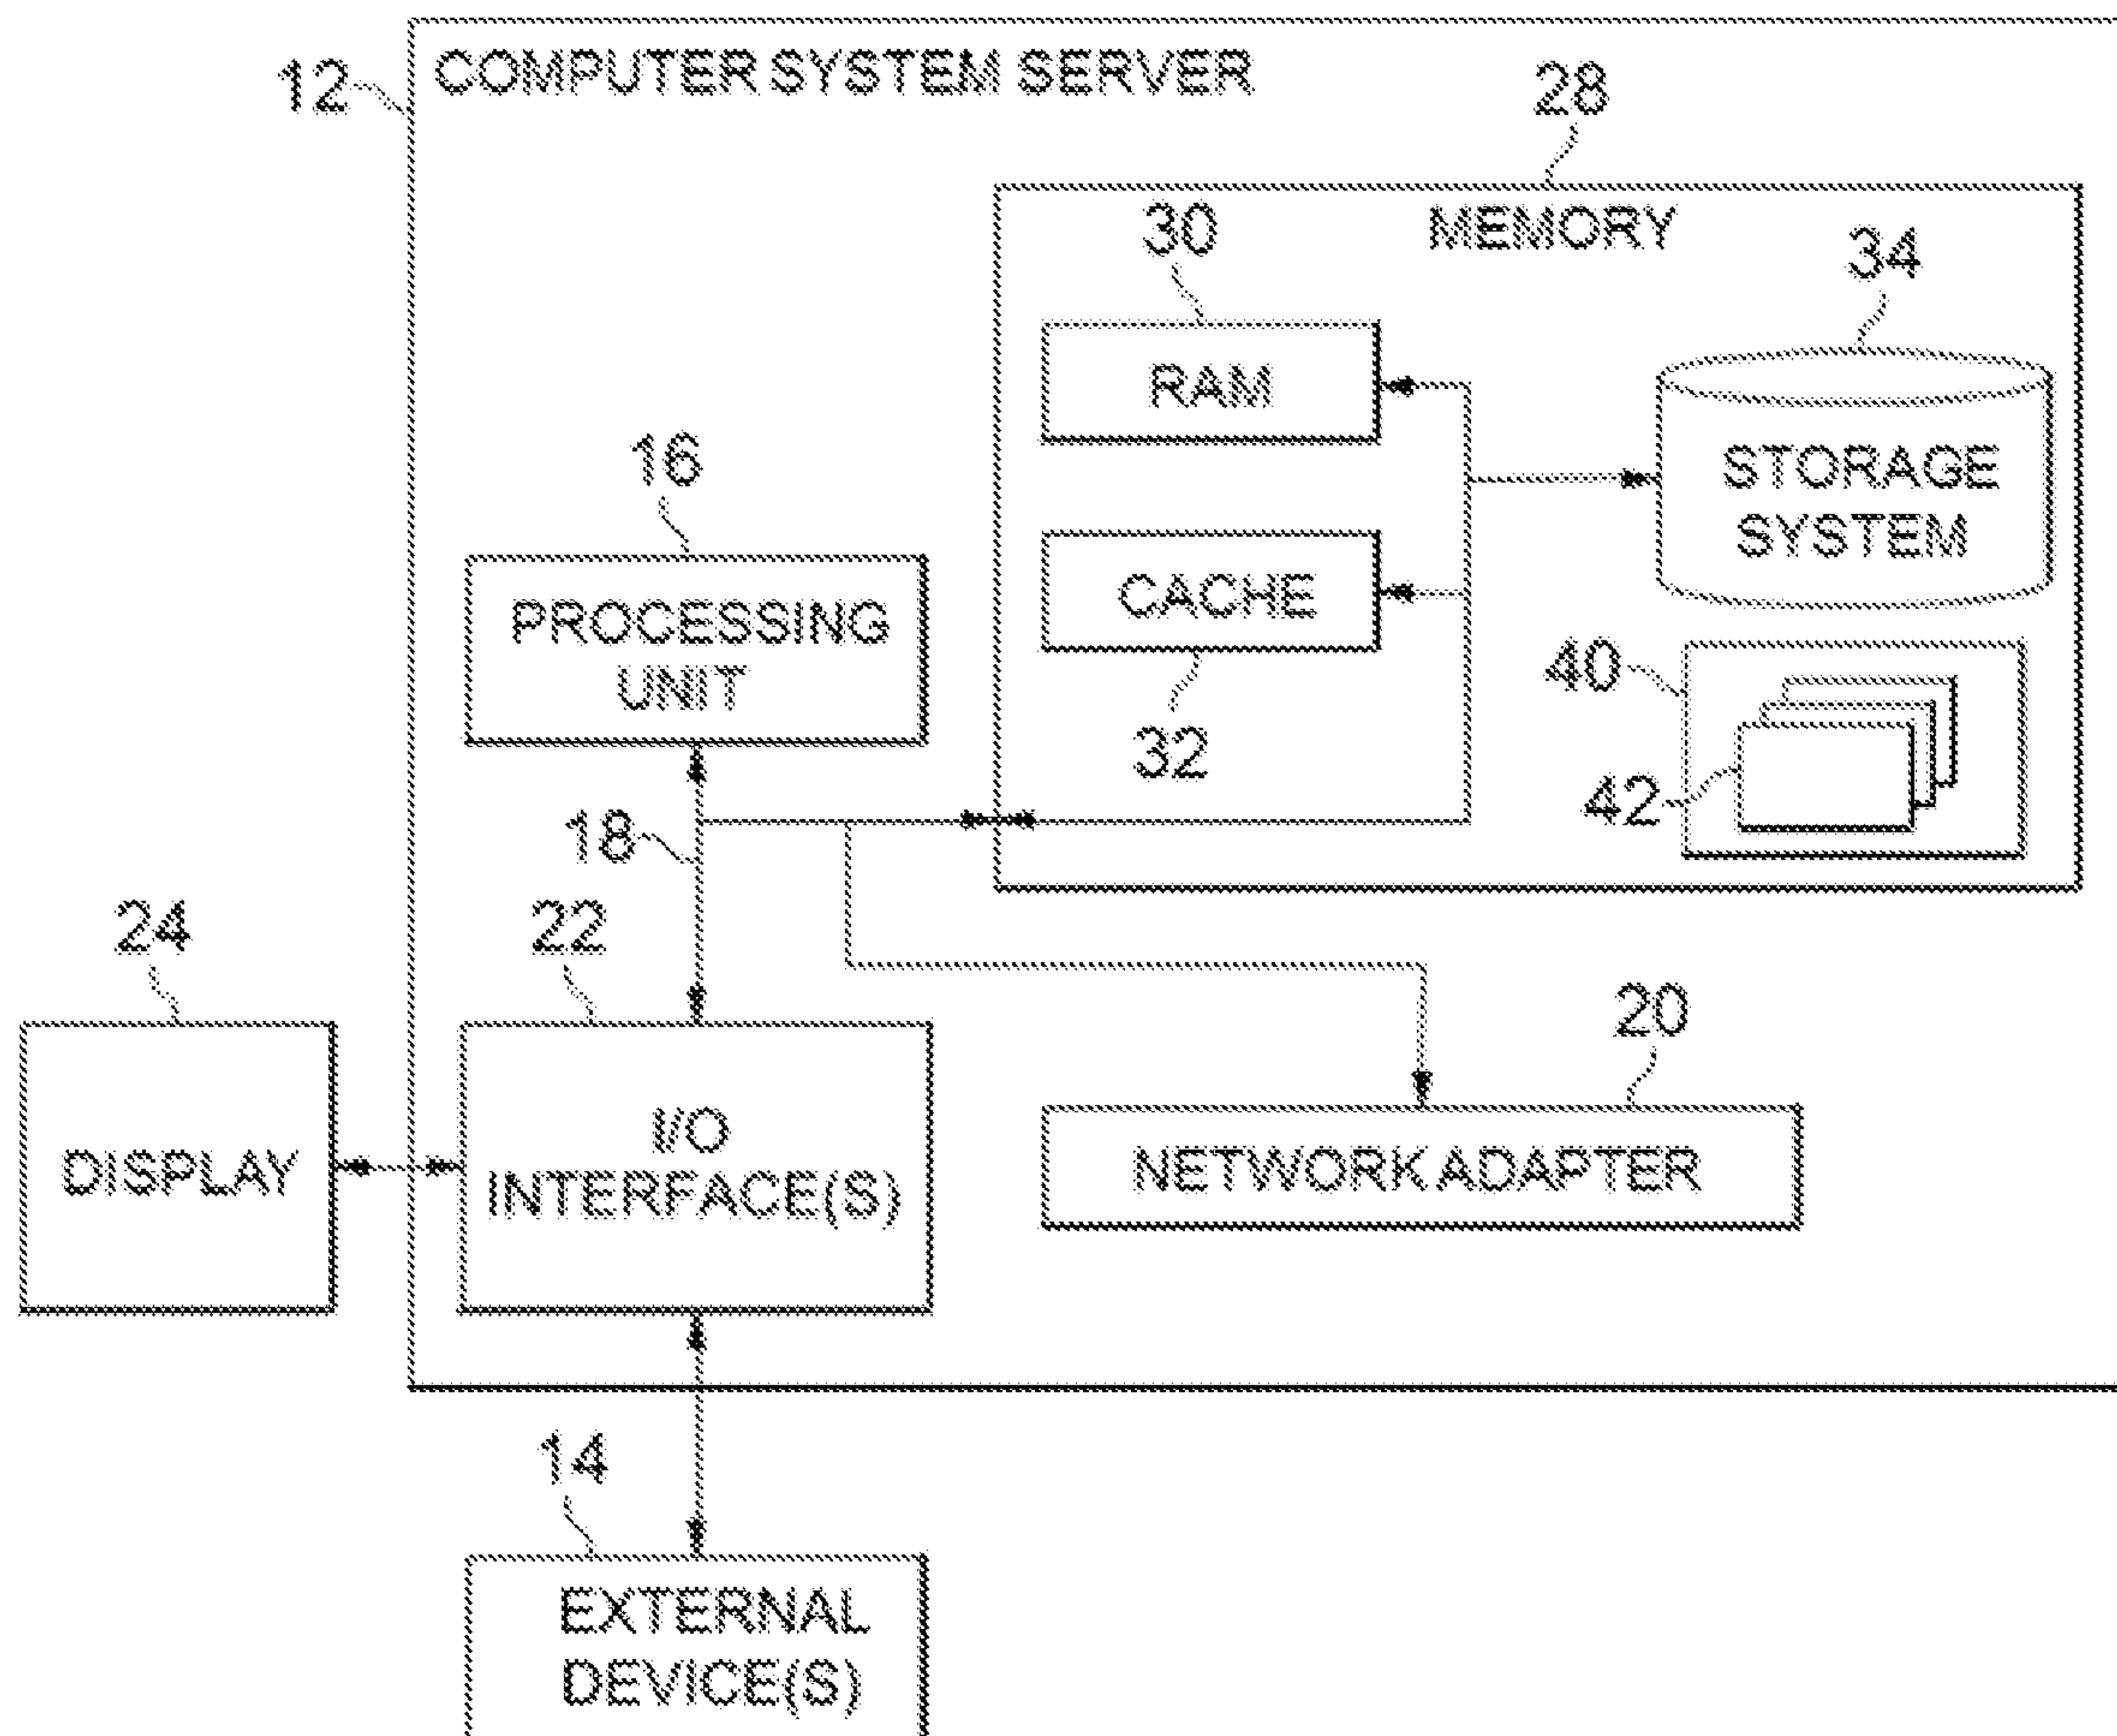 12
COMPUTER SYSTEM SERVER
28
MEMORY
30
34
RAM
STORAGE
SYSTEM
16
PROCESSING
UNIT
CACHE
32
40
42
18
24
22
20
DISPLAY
I/O
INTERFACE(S)
NETWORK ADAPTER
14
EXTERNAL
DEVICE(S)